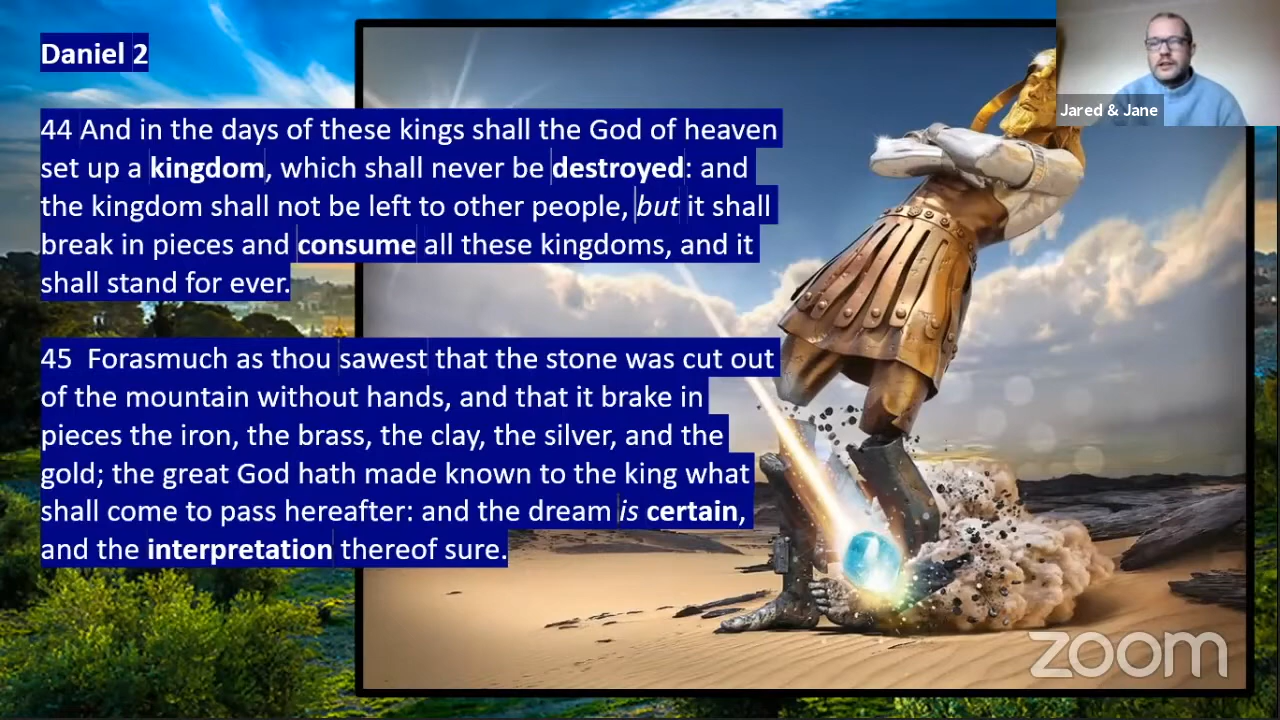 Daniel 2
44 And in the days of these kings shall the God of heaven
set up a kingdom, which shall never be destroyed: and
the kingdom shall not be left to other people, but it shall
break in pieces and consume all these kingdoms, and it
shall stand for ever.
45 Forasmuch as thou sawest that the stone was cut out
of the mountain without hands, and that it brake in
pieces the iron, the brass, the clay, the silver, and the
gold; the great God hath made known to the king what
shall come to pass hereafter: and the dream is certain,
and the interpretation thereof sure.
Jared & Jane
zoom